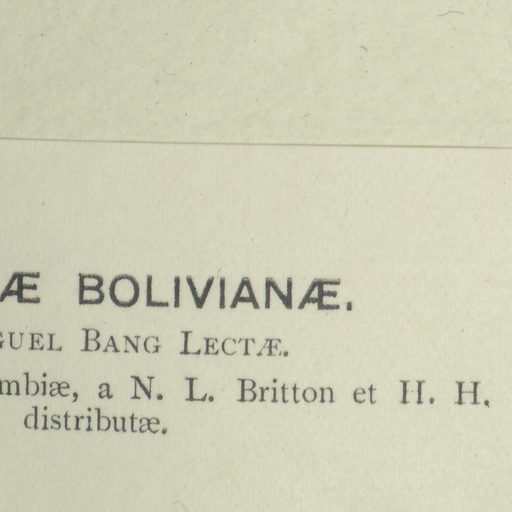 Æ BOLIVIANÆ.
GUEL BANG LECTÆ.
mbiæ, a N. L. Britton et H. H.
distributæ.